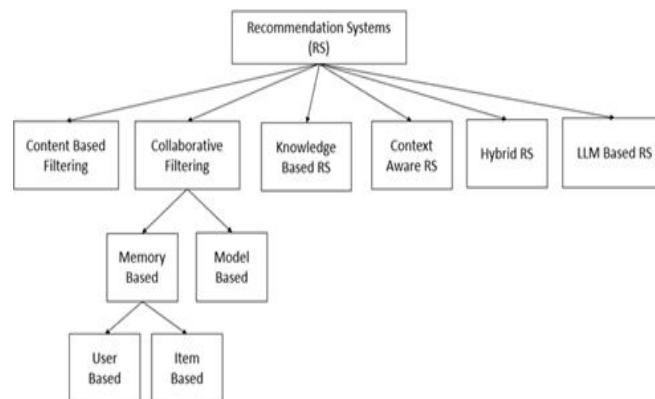 Recommendation Systems
(RS)
Content Based
Filtering
Collaborative
Filtering
Knowledge
Based RS
Context
Aware RS
Hybrid RS
LLM Based RS
Memory
Based
Model
Based
User
Based
Item
Based